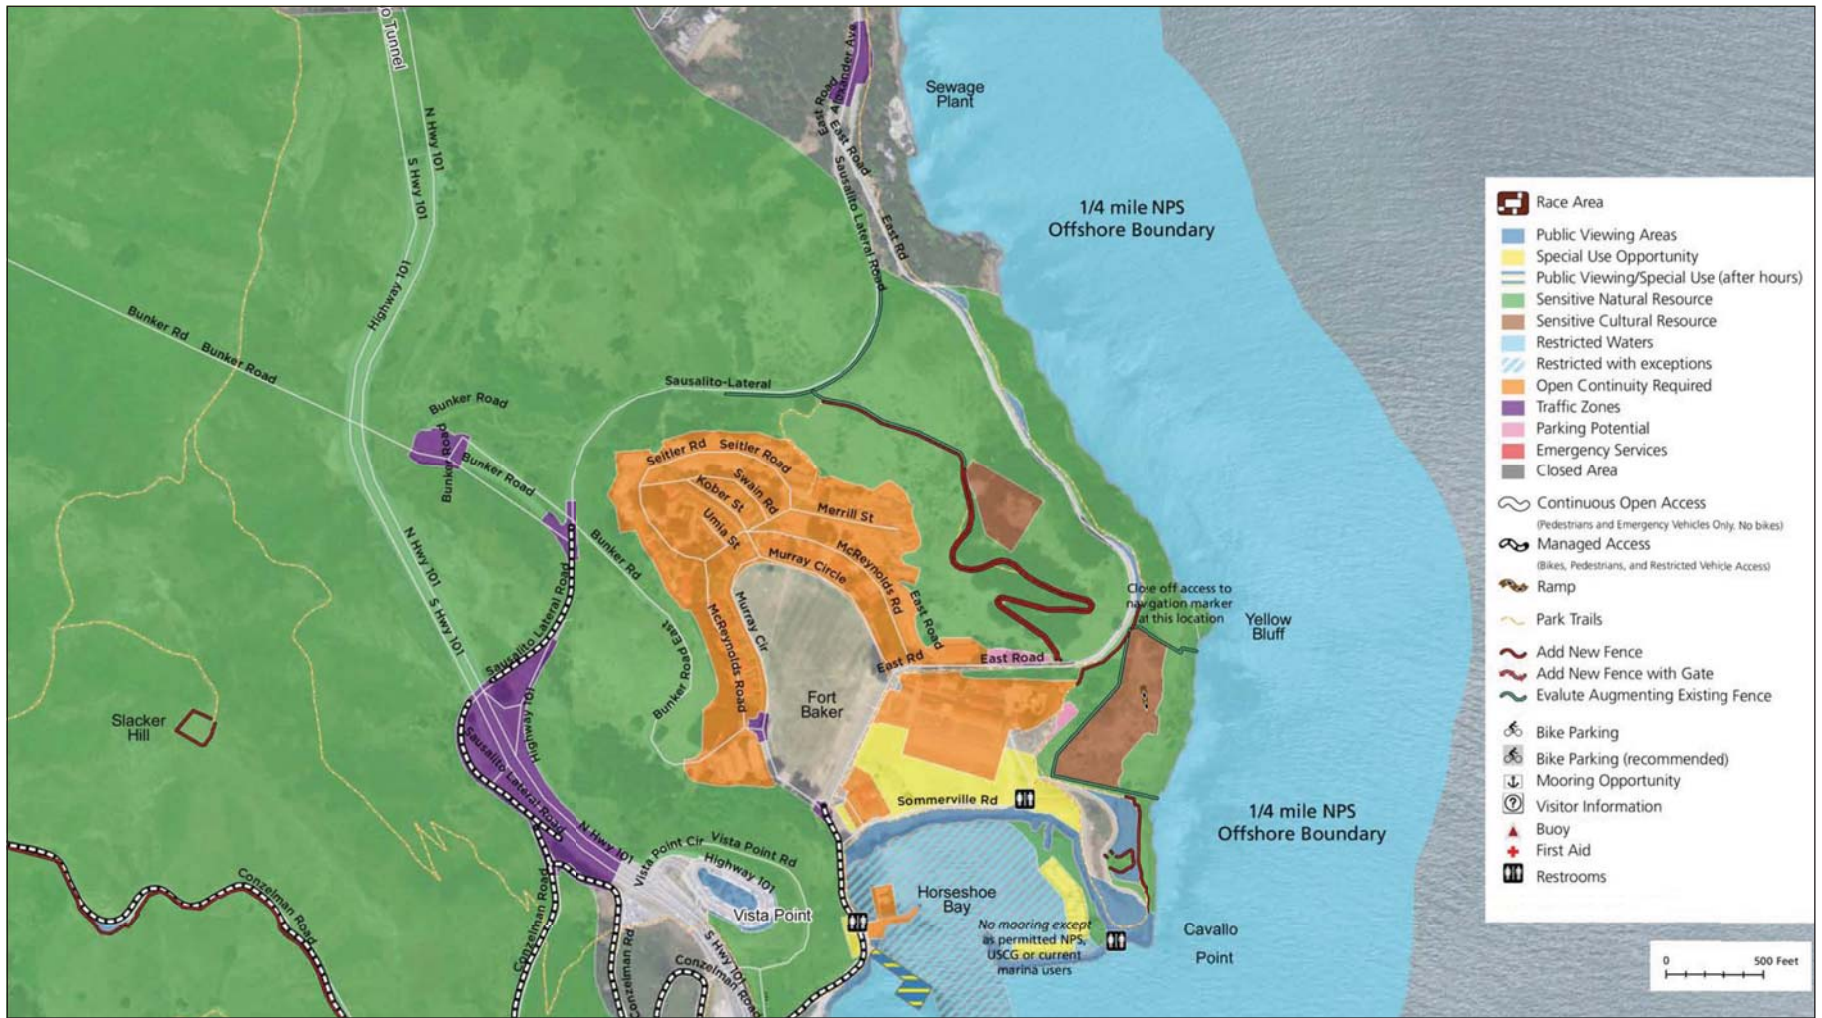 o Tunnel
N Hwy 101
S Hwy 101
Highway 101
Bunker Rd
Bunker Road
Bunker Road
Bunker Road
Bunker Road
Bunker Rd
Bunker Road East
N Hwy 101
S Hwy 101
Sausalito Lateral Road
Highway 101
Sausalito Lateral Road
N Hwy 101
Slacker
Hill
Conzelman Road
Conzelman Road
Conzelman Rd
Conzelman Road
S Hwy 101
Vista Point Cir
Vista Point Rd
Highway 101
Vista Point
East Road
Alexander Ave
East Road
Sausalito Lateral Road
East Rd
Sewage
Plant
1/4 mile NPS
Offshore Boundary
Sausalito-Lateral
Seitler Rd
Seitler Road
Kober St
Swain Rd
Umia St
Merrill St
Murray Circle
McReynolds Rd
Murray Cir
McReynolds Road
East Road
East Rd
East Road
Fort
Baker
Close off access to
navigation marker
at this location
Yellow
Bluff
Sommerville Rd
1/4 mile NPS
Offshore Boundary
Horseshoe
Bay
No mooring except
as permitted NPS,
USCG or current
marina users
Cavallo
Point
Race Area
Public Viewing Areas
Special Use Opportunity
Public Viewing/Special Use (after hours)
Sensitive Natural Resource
Sensitive Cultural Resource
Restricted Waters
Restricted with exceptions
Open Continuity Required
Traffic Zones
Parking Potential
Emergency Services
Closed Area
Continuous Open Access
(Pedestrians and Emergency Vehicles Only. No bikes)
Managed Access
(Bikes, Pedestrians, and Restricted Vehicle Access)
Ramp
Park Trails
Add New Fence
Add New Fence with Gate
Evalute Augmenting Existing Fence
Bike Parking
Bike Parking (recommended)
Mooring Opportunity
Visitor Information
Buoy
First Aid
Restrooms
0 500 Feet